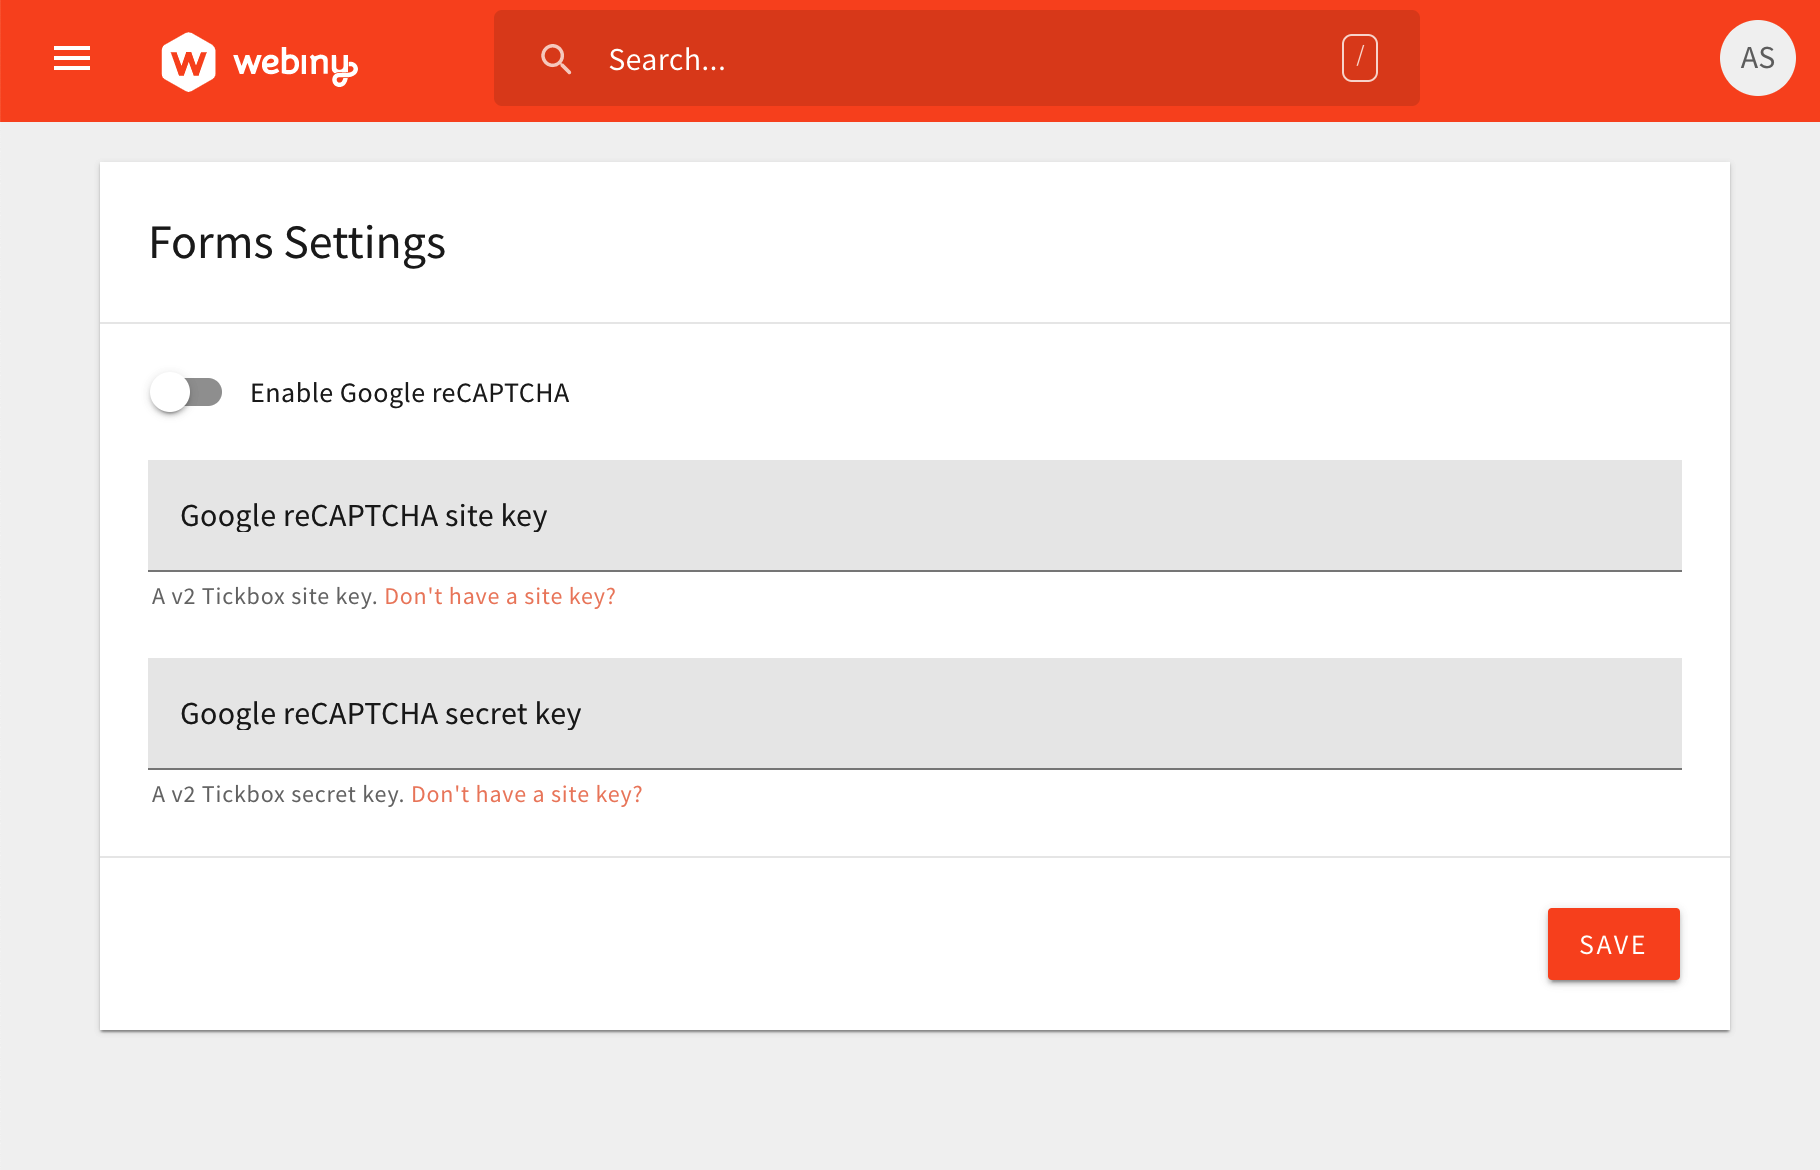 webiny
Search...
/
AS
Forms Settings
Enable Google reCAPTCHA
Google reCAPTCHA site key
A v2 Tickbox site key. Don't have a site key?
Google reCAPTCHA secret key
A v2 Tickbox secret key. Don't have a site key?
SAVE